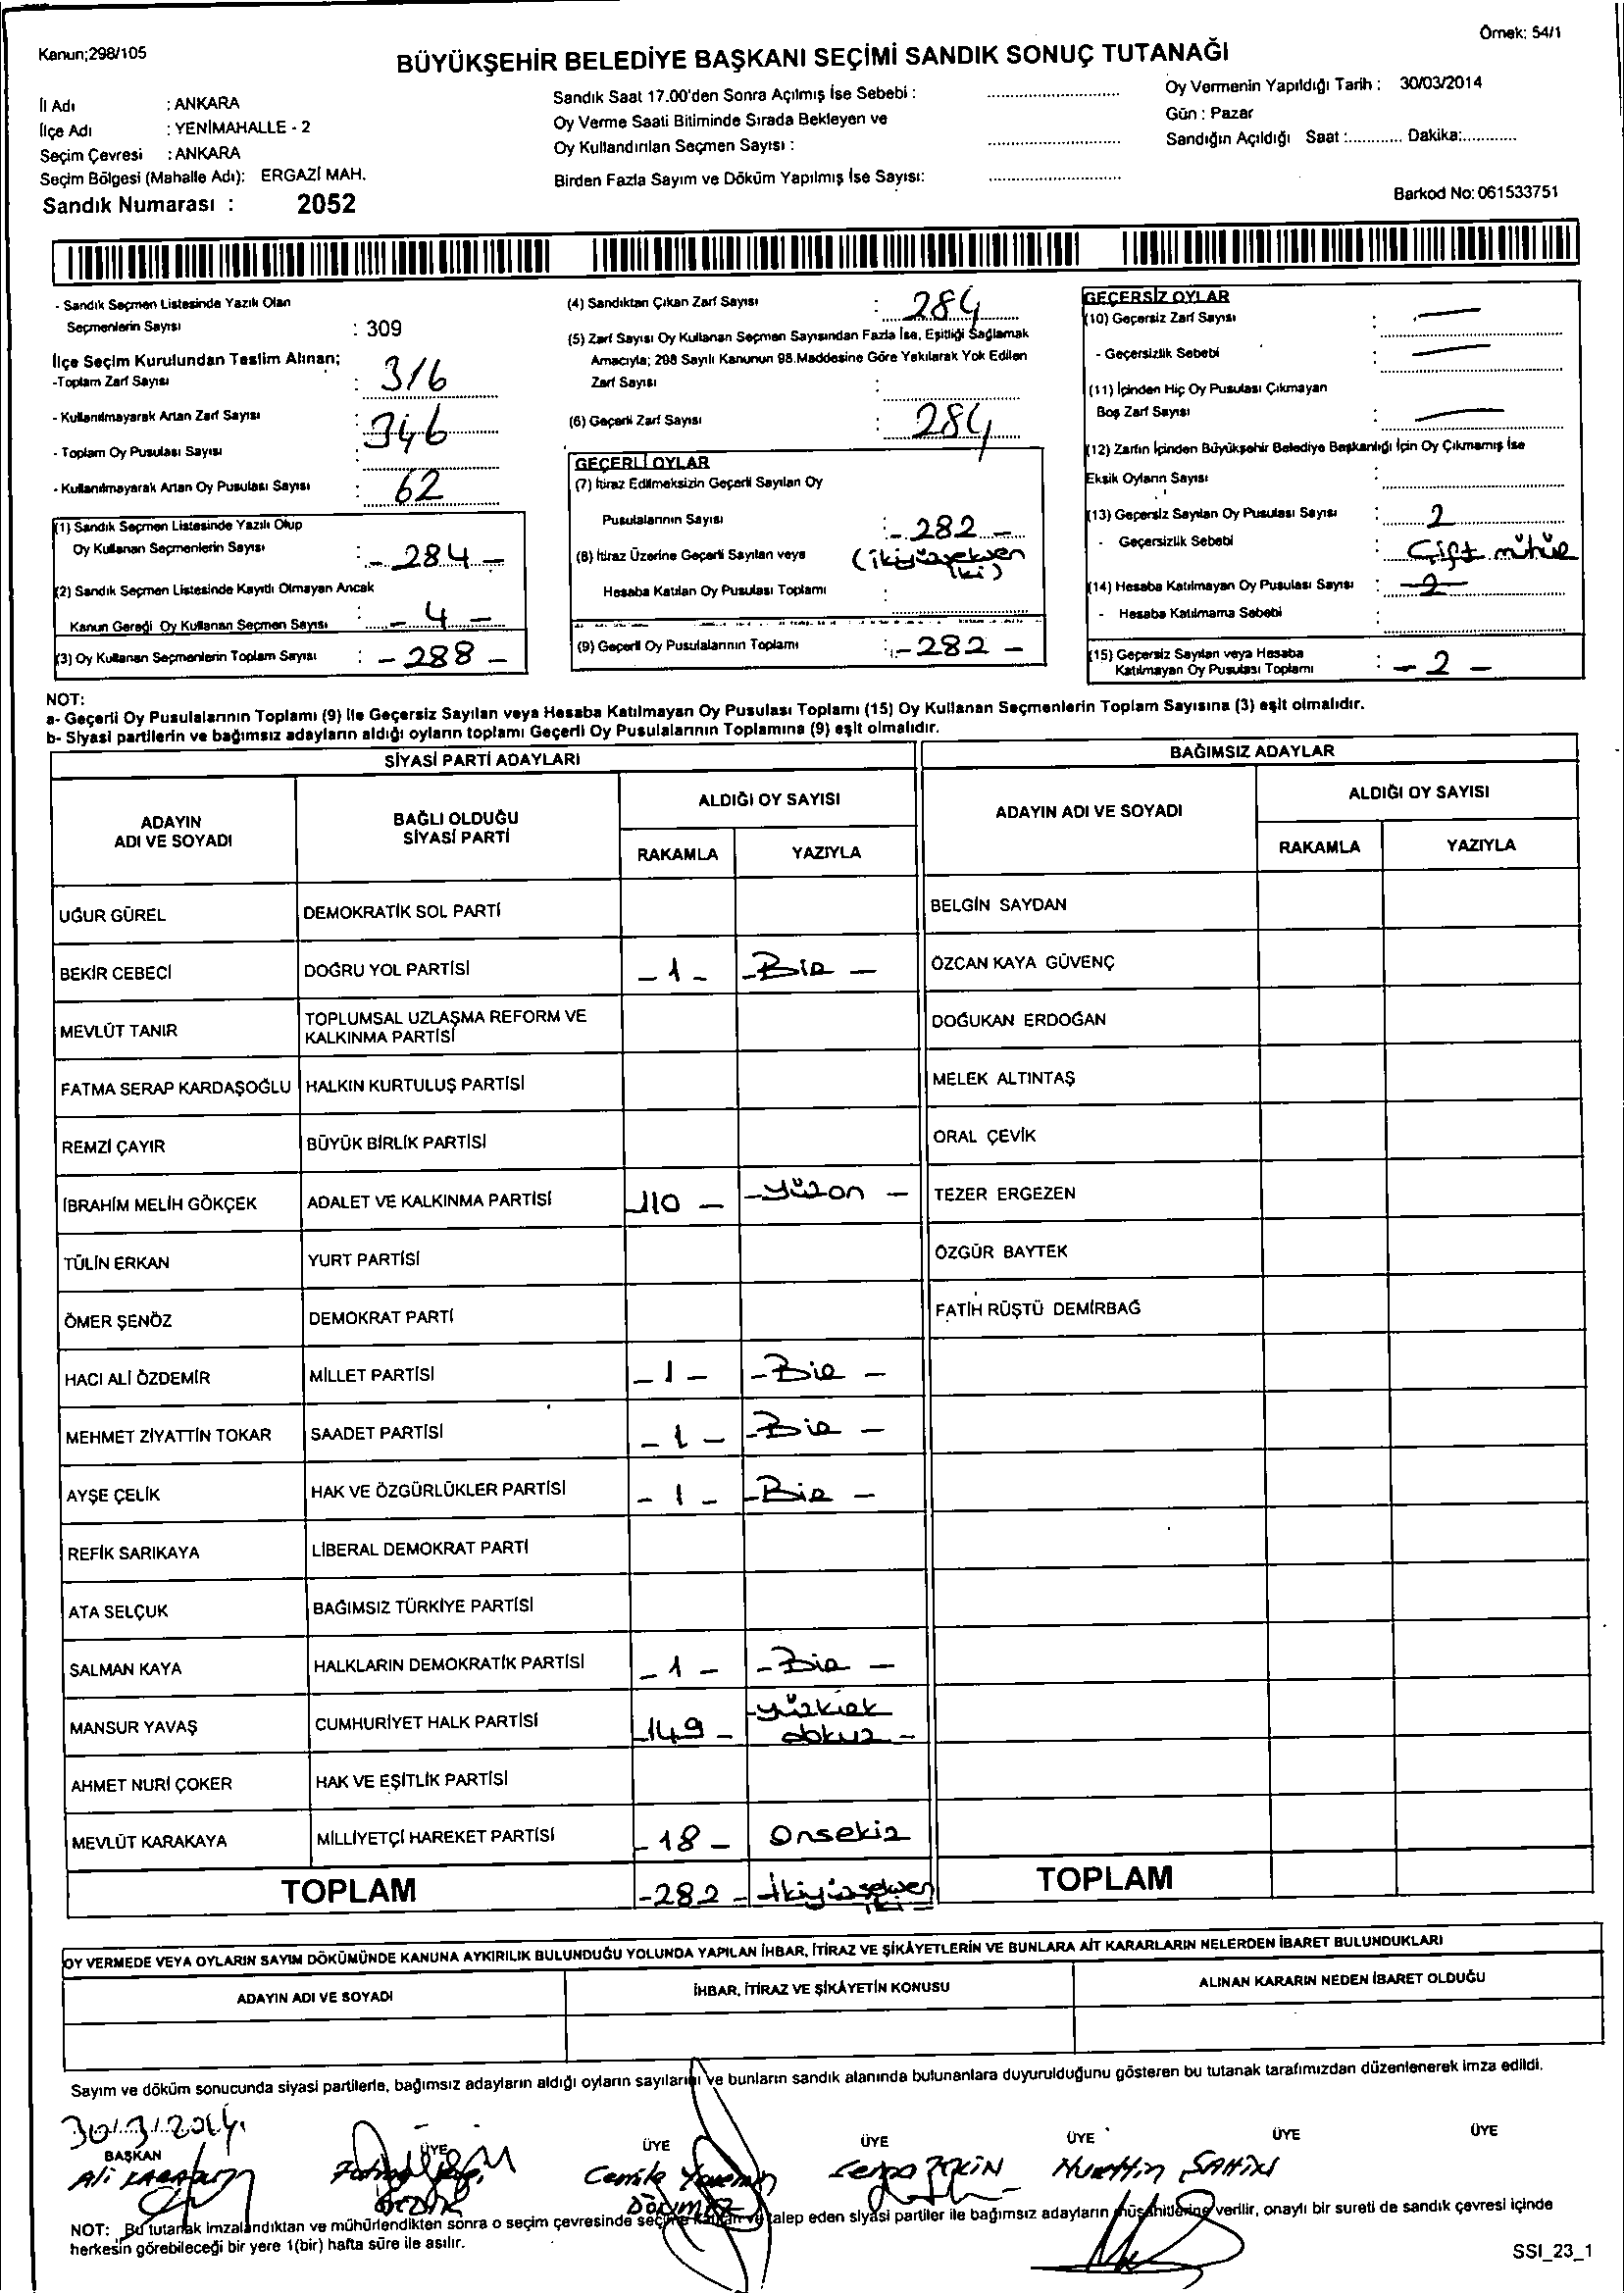 Kanun;298/105
Örnek: 54/1
BÜYÜKŞEHİR BELEDİYE BAŞKANI SEÇİMİ SANDIK SONUÇ TUTANAĞI
İl Adı : ANKARA
İlçe Adı : YENİMAHALLE - 2
Seçim Çevresi : ANKARA
Seçim Bölgesi (Mahalle Adı): ERGAZİ MAH.
Sandık Numarası : 2052
Sandık Saat 17.00'den Sonra Açılmış İse Sebebi :
Oy Verme Saati Bitiminde Sırada Bekleyen ve
Oy Kullandırılan Seçmen Sayısı :
Birden Fazla Sayım ve Döküm Yapılmış İse Sayısı:
Oy Vermenin Yapıldığı Tarih : 30/03/2014
Gün : Pazar
Sandığın Açıldığı Saat :............ Dakika:............
Barkod No: 061533751
- Sandık Seçmen Listesinde Yazılı Olan
Seçmenlerin Sayısı : 309
İlçe Seçim Kurulundan Teslim Alınan;
-Toplam Zarf Sayısı : 316
- Kullanılmayarak Artan Zarf Sayısı : 346
- Toplam Oy Pusulası Sayısı
- Kullanılmayarak Artan Oy Pusulası Sayısı : 62
(1) Sandık Seçmen Listesinde Yazılı Olup
Oy Kullanan Seçmenlerin Sayısı : - 284 -
(2) Sandık Seçmen Listesinde Kayıtlı Olmayan Ancak
Kanun Gereği Oy Kullanan Seçmen Sayısı : - 4 -
(3) Oy Kullanan Seçmenlerin Toplam Sayısı : - 288 -
(4) Sandıktan Çıkan Zarf Sayısı : 284
(5) Zarf Sayısı Oy Kullanan Seçmen Sayısından Fazla İse, Eşitliği Sağlamak
Amacıyla; 298 Sayılı Kanunun 98.Maddesine Göre Yakılarak Yok Edilen
Zarf Sayısı :
(6) Geçerli Zarf Sayısı : 284
GEÇERLİ OYLAR
(7) İtiraz Edilmeksizin Geçerli Sayılan Oy
Pusulalarının Sayısı : - 282 -
(8) İtiraz Üzerine Geçerli Sayılan veya (ikiyüzseksen
iki)
Hesaba Katılan Oy Pusulası Toplamı :
(9) Geçerli Oy Pusulalarının Toplamı : - 282 -
GEÇERSİZ OYLAR
(10) Geçersiz Zarf Sayısı : —
- Geçersizlik Sebebi : —
(11) İçinden Hiç Oy Pusulası Çıkmayan
Boş Zarf Sayısı : —
(12) Zarfın İçinden Büyükşehir Belediye Başkanlığı İçin Oy Çıkmamış İse
Eksik Oyların Sayısı :
(13) Geçersiz Sayılan Oy Pusulası Sayısı : 2
- Geçersizlik Sebebi : Çift mühür
(14) Hesaba Katılmayan Oy Pusulası Sayısı : 2
- Hesaba Katılmama Sebebi :
(15) Geçersiz Sayılan veya Hesaba
Katılmayan Oy Pusulası Toplamı : - 2 -
NOT:
a- Geçerli Oy Pusulalarının Toplamı (9) ile Geçersiz Sayılan veya Hesaba Katılmayan Oy Pusulası Toplamı (15) Oy Kullanan Seçmenlerin Toplam Sayısına (3) eşit olmalıdır.
b- Siyasi partilerin ve bağımsız adayların aldığı oyların toplamı Geçerli Oy Pusulalarının Toplamına (9) eşit olmalıdır.
SİYASİ PARTİ ADAYLARI
BAĞIMSIZ ADAYLAR
ADAYIN
ADI VE SOYADI
BAĞLI OLDUĞU
SİYASİ PARTİ
ALDIĞI OY SAYISI
RAKAMLA YAZIYLA
ADAYIN ADI VE SOYADI
ALDIĞI OY SAYISI
RAKAMLA YAZIYLA
UĞUR GÜREL DEMOKRATİK SOL PARTİ BELGİN SAYDAN
BEKİR CEBECİ DOĞRU YOL PARTİSİ - 1 - - Bir - ÖZCAN KAYA GÜVENÇ
MEVLÜT TANIR TOPLUMSAL UZLAŞMA REFORM VE
KALKINMA PARTİSİ DOĞUKAN ERDOĞAN
FATMA SERAP KARDAŞOĞLU HALKIN KURTULUŞ PARTİSİ MELEK ALTINTAŞ
REMZİ ÇAYIR BÜYÜK BİRLİK PARTİSİ ORAL ÇEVİK
İBRAHİM MELİH GÖKÇEK ADALET VE KALKINMA PARTİSİ -110 - - yüzon - TEZER ERGEZEN
TÜLİN ERKAN YURT PARTİSİ ÖZGÜR BAYTEK
ÖMER ŞENÖZ DEMOKRAT PARTİ FATİH RÜŞTÜ DEMİRBAĞ
HACI ALİ ÖZDEMİR MİLLET PARTİSİ - 1 - - Bir -
MEHMET ZİYATTİN TOKAR SAADET PARTİSİ - 1 - - Bir -
AYŞE ÇELİK HAK VE ÖZGÜRLÜKLER PARTİSİ - 1 - - Bir -
REFİK SARIKAYA LİBERAL DEMOKRAT PARTİ
ATA SELÇUK BAĞIMSIZ TÜRKİYE PARTİSİ
SALMAN KAYA HALKLARIN DEMOKRATİK PARTİSİ - 1 - - Bir -
MANSUR YAVAŞ CUMHURİYET HALK PARTİSİ -149 - - yüzkırk
dokuz -
AHMET NURİ ÇOKER HAK VE EŞİTLİK PARTİSİ
MEVLÜT KARAKAYA MİLLİYETÇİ HAREKET PARTİSİ - 18 - Onsekiz
TOPLAM - 282 - - ikiyüzseksen
iki - TOPLAM
OY VERMEDE VEYA OYLARIN SAYIM DÖKÜMÜNDE KANUNA AYKIRILIK BULUNDUĞU YOLUNDA YAPILAN İHBAR, İTİRAZ VE ŞİKÂYETLERİN VE BUNLARA AİT KARARLARIN NELERDEN İBARET BULUNDUKLARI
ADAYIN ADI VE SOYADI İHBAR, İTİRAZ VE ŞİKÂYETİN KONUSU ALINAN KARARIN NEDEN İBARET OLDUĞU
Sayım ve döküm sonucunda siyasi partilerle, bağımsız adayların aldığı oyların sayılarını ve bunların sandık alanında bulunanlara duyurulduğunu gösteren bu tutanak tarafımızdan düzenlenerek imza edildi.
30/3/2014
BAŞKAN ÜYE ÜYE ÜYE ÜYE ÜYE ÜYE
Ali Cemile Nurettin ŞAHİN
NOT: Bu tutanak imzalandıktan ve mühürlendikten sonra o seçim çevresinde seçime katılan ve talep eden siyasi partiler ile bağımsız adayların müşahitlerine verilir, onaylı bir sureti de sandık çevresi içinde
herkesin görebileceği bir yere 1(bir) hafta süre ile asılır.
SSI_23_1